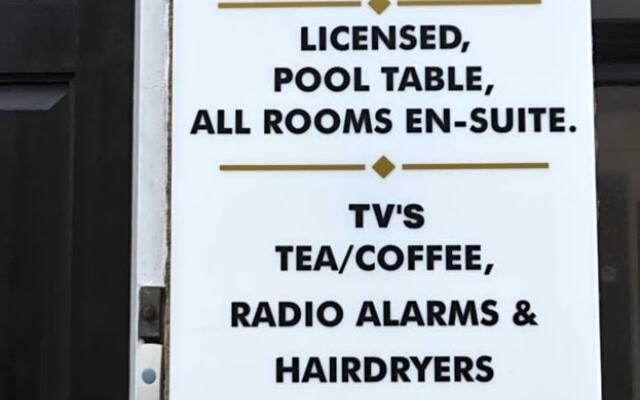 LICENSED,
POOL TABLE,
ALL ROOMS EN-SUITE.
TV'S
TEA/COFFEE,
RADIO ALARMS &
HAIRDRYERS